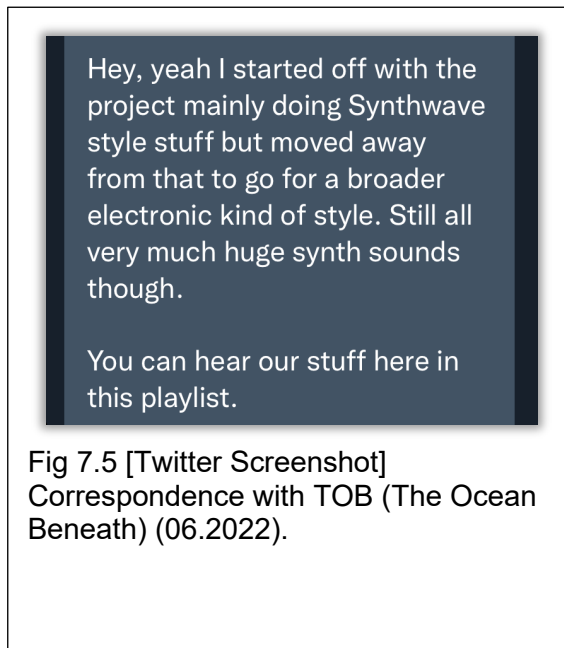 Hey, yeah I started off with the
project mainly doing Synthwave
style stuff but moved away
from that to go for a broader
electronic kind of style. Still all
very much huge synth sounds
though.
You can hear our stuff here in
this playlist.
Fig 7.5 [Twitter Screenshot]
Correspondence with TOB (The Ocean
Beneath) (06.2022).